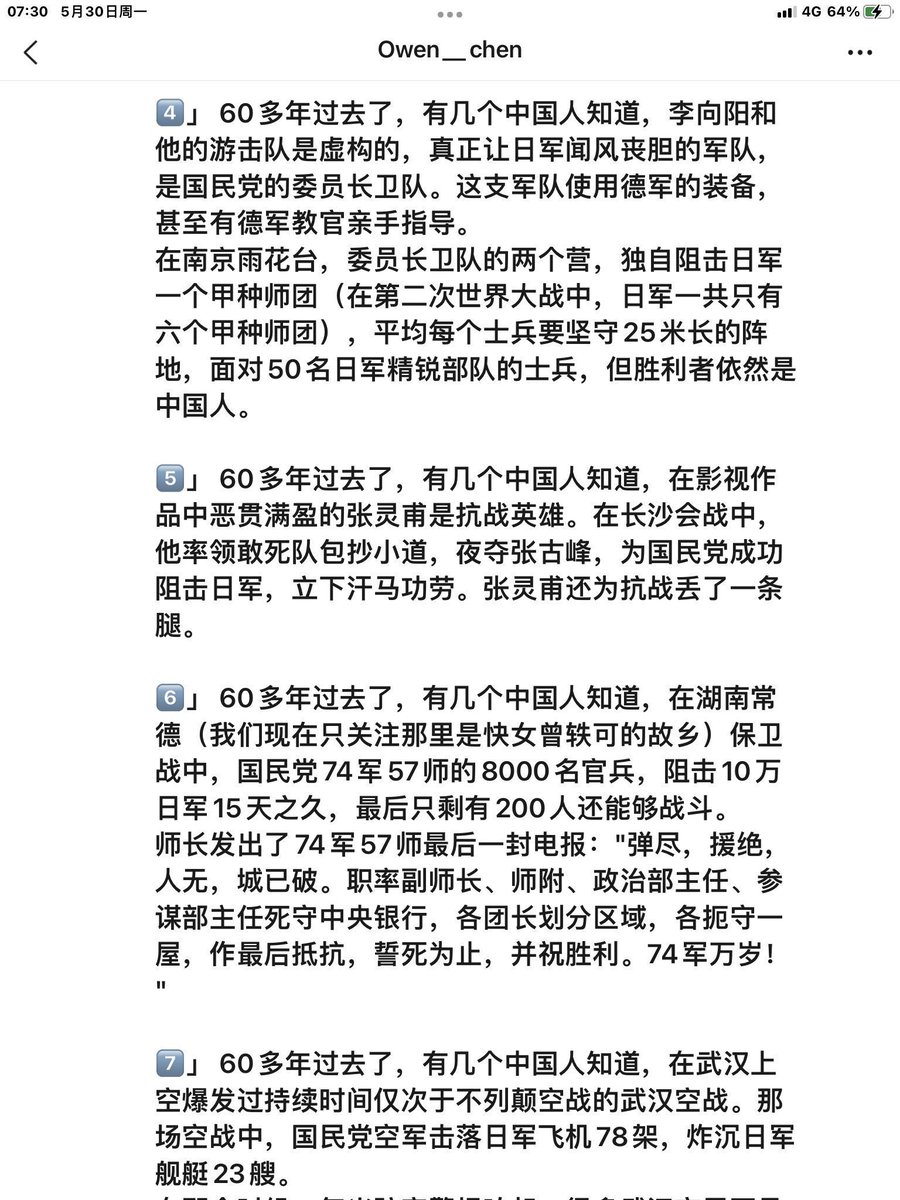 07:30 5月30日周一
4G 64%
Owen__chen
4️⃣」 60多年过去了，有几个中国人知道，李向阳和
他的游击队是虚构的，真正让日军闻风丧胆的军队，
是国民党的委员长卫队。这支军队使用德军的装备，
甚至有德军教官亲手指导。
在南京雨花台，委员长卫队的两个营，独自阻击日军
一个甲种师团（在第二次世界大战中，日军一共只有
六个甲种师团），平均每个士兵要坚守25米长的阵
地，面对50名日军精锐部队的士兵，但胜利者依然是
中国人。
5️⃣」 60多年过去了，有几个中国人知道，在影视作
品中恶贯满盈的张灵甫是抗战英雄。在长沙会战中，
他率领敢死队包抄小道，夜夺张古峰，为国民党成功
阻击日军，立下汗马功劳。张灵甫还为抗战丢了一条
腿。
6️⃣」 60多年过去了，有几个中国人知道，在湖南常
德（我们现在只关注那里是快女曾轶可的故乡）保卫
战中，国民党74军57师的8000名官兵，阻击10万
日军15天之久，最后只剩有200人还能够战斗。
师长发出了74军57师最后一封电报："弹尽，援绝，
人无，城已破。职率副师长、师附、政治部主任、参
谋部主任死守中央银行，各团长划分区域，各扼守一
屋，作最后抵抗，誓死为止，并祝胜利。74军万岁！
"
7️⃣」 60多年过去了，有几个中国人知道，在武汉上
空爆发过持续时间仅次于不列颠空战的武汉空战。那
场空战中，国民党空军击落日军飞机78架，炸沉日军
舰艇23艘。